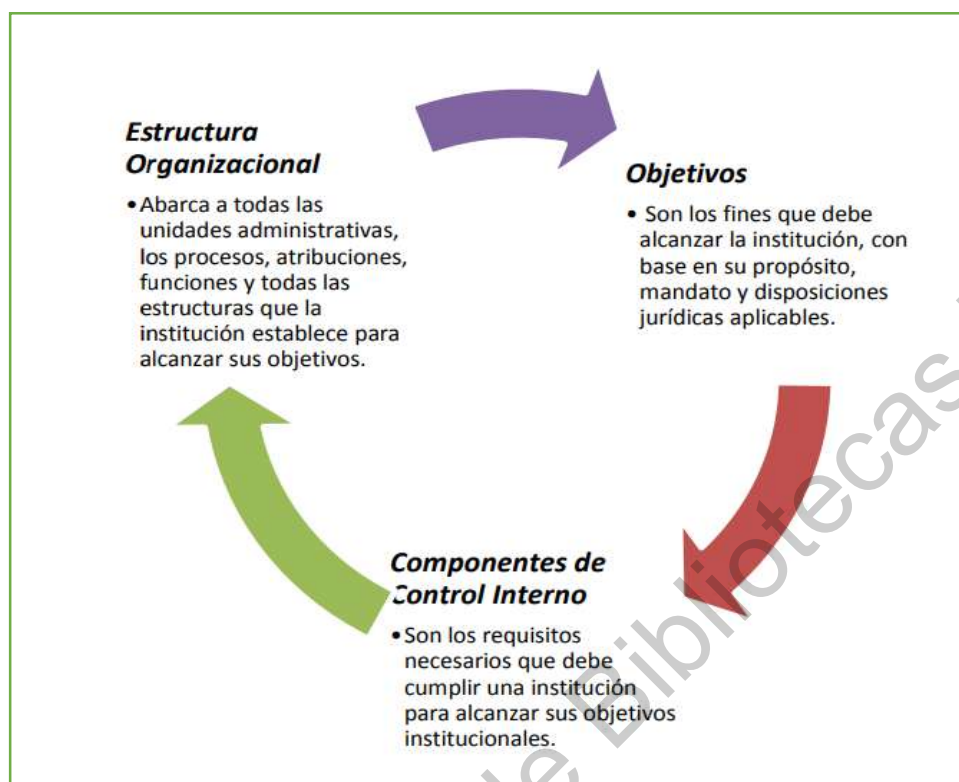 Estructura
Organizacional
• Abarca a todas las
unidades administrativas,
los procesos, atribuciones,
funciones y todas las
estructuras que la
institución establece para
alcanzar sus objetivos.
Objetivos
• Son los fines que debe
alcanzar la institución, con
base en su propósito,
mandato y disposiciones
jurídicas aplicables.
Componentes de
Control Interno
• Son los requisitos
necesarios que debe
cumplir una institución
para alcanzar sus objetivos
institucionales.
de Bibliotecas